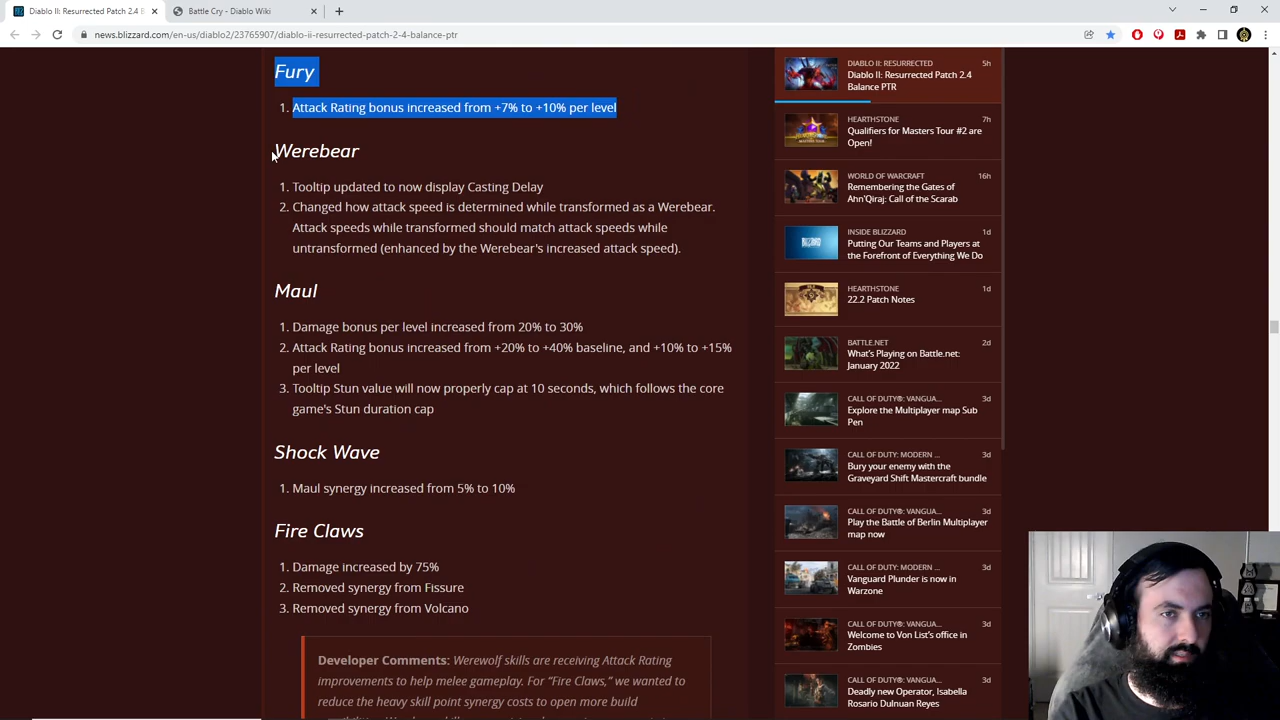 Diablo II: Resurrected Patch 2.4 B
Battle Cry - Diablo Wiki
news.blizzard.com/en-us/diablo2/23765907/diablo-ii-resurrected-patch-2-4-balance-ptr
Fury
1. Attack Rating bonus increased from +7% to +10% per level
Werebear
1. Tooltip updated to now display Casting Delay
2. Changed how attack speed is determined while transformed as a Werebear.
Attack speeds while transformed should match attack speeds while
untransformed (enhanced by the Werebear's increased attack speed).
Maul
1. Damage bonus per level increased from 20% to 30%
2. Attack Rating bonus increased from +20% to +40% baseline, and +10% to +15%
per level
3. Tooltip Stun value will now properly cap at 10 seconds, which follows the core
game's Stun duration cap
Shock Wave
1. Maul synergy increased from 5% to 10%
Fire Claws
1. Damage increased by 75%
2. Removed synergy from Fissure
3. Removed synergy from Volcano
Developer Comments: Werewolf skills are receiving Attack Rating
improvements to help melee gameplay. For “Fire Claws,” we wanted to
reduce the heavy skill point synergy costs to open more build
DIABLO II: RESURRECTED 5h
Diablo II: Resurrected Patch 2.4
Balance PTR
HEARTHSTONE 7h
Qualifiers for Masters Tour #2 are
Open!
WORLD OF WARCRAFT 16h
Remembering the Gates of
Ahn'Qiraj: Call of the Scarab
INSIDE BLIZZARD 1d
Putting Our Teams and Players at
the Forefront of Everything We Do
HEARTHSTONE 1d
22.2 Patch Notes
BATTLE.NET 2d
What's Playing on Battle.net:
January 2022
CALL OF DUTY®: VANGUA... 3d
Explore the Multiplayer map Sub
Pen
CALL OF DUTY: MODERN ... 3d
Bury your enemy with the
Graveyard Shift Mastercraft bundle
CALL OF DUTY®: VANGUA... 3d
Play the Battle of Berlin Multiplayer
map now
CALL OF DUTY: MODERN ... 3d
Vanguard Plunder is now in
Warzone
CALL OF DUTY®: VANGUA... 3d
Welcome to Von List's office in
Zombies
CALL OF DUTY®: VANGUA... 3d
Deadly new Operator, Isabella
Rosario Dulnuan Reyes